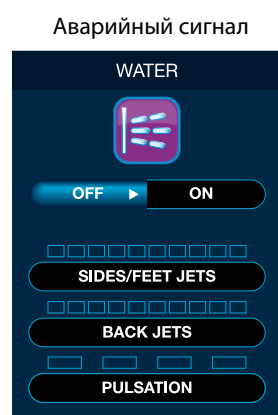 Аварийный сигнал
WATER
OFF ON
SIDES/FEET JETS
BACK JETS
PULSATION